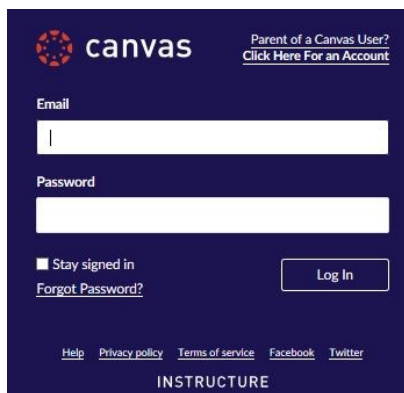 canvas
Parent of a Canvas User?
Click Here For an Account
Email
Password
Stay signed in
Forgot Password?
Log In
Help Privacy policy Terms of service Facebook Twitter
INSTRUCTURE